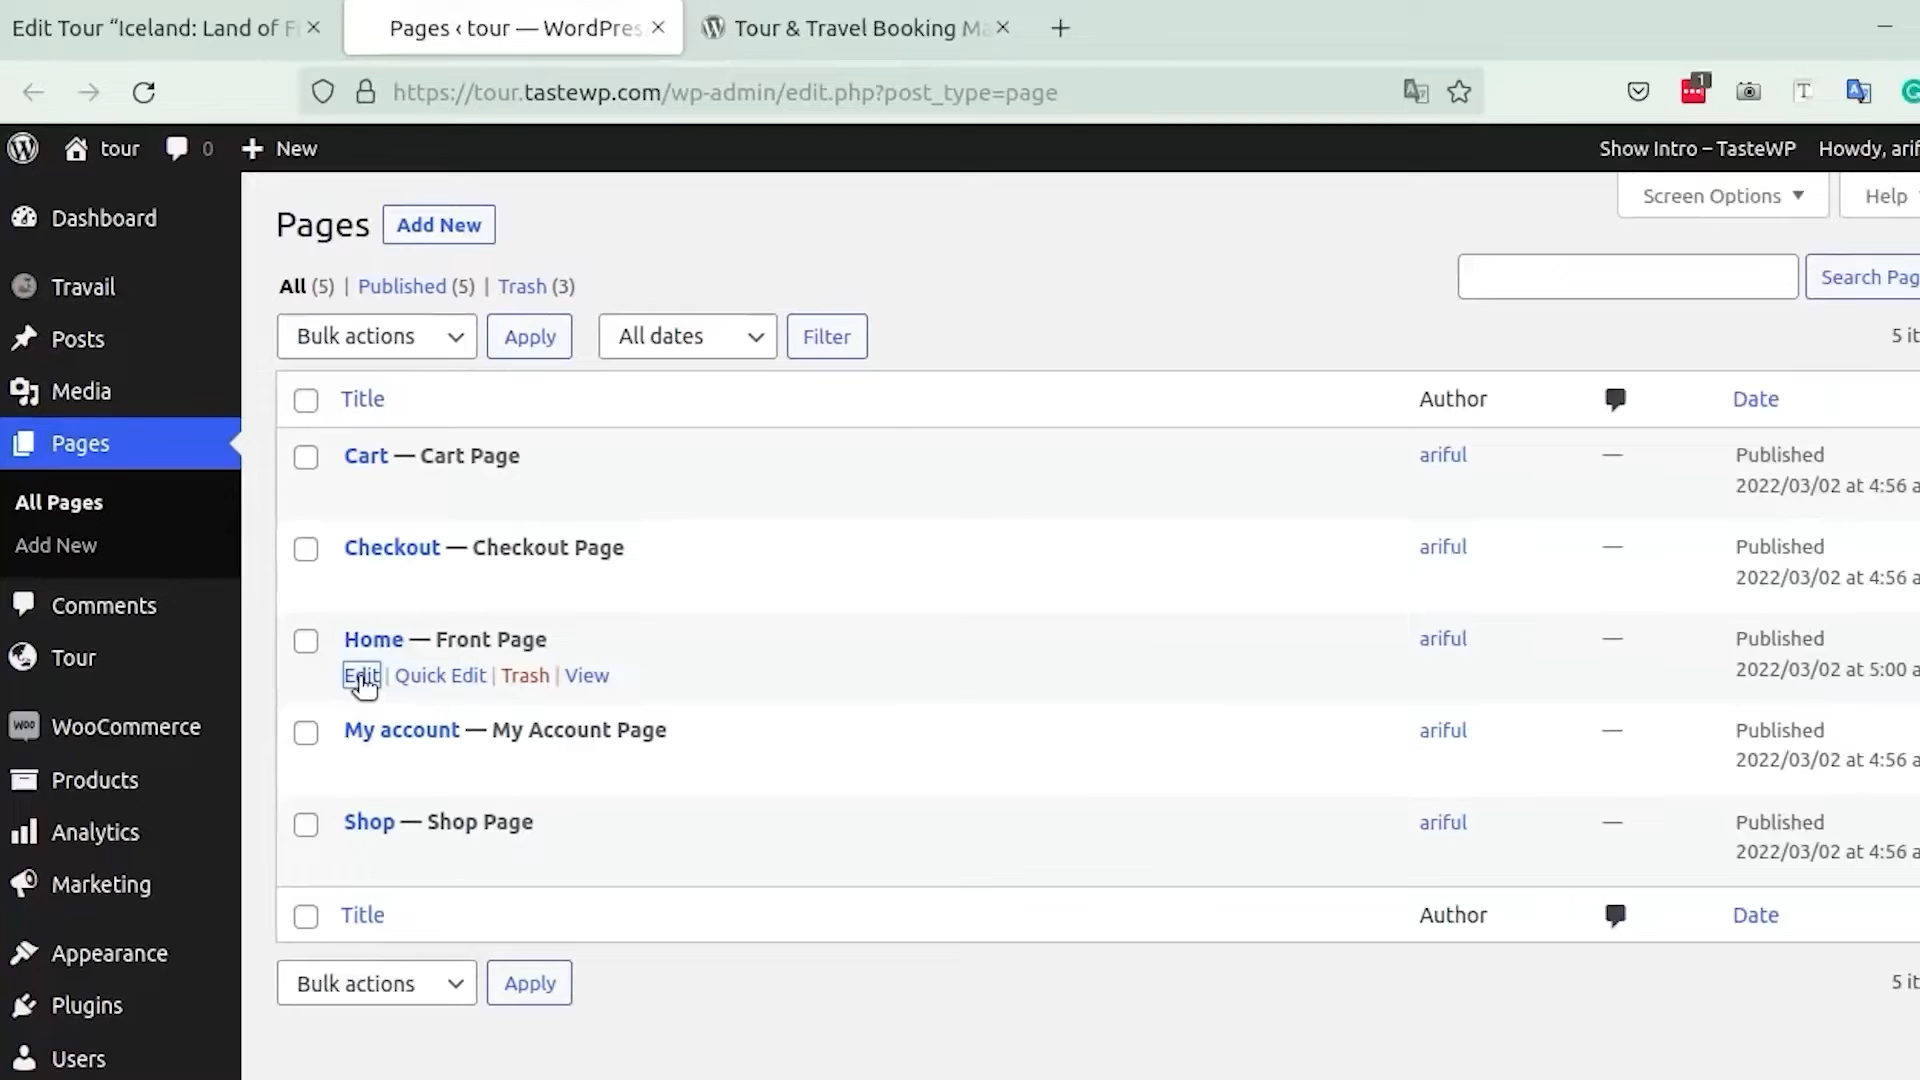 Edit Tour “Iceland: Land of F
Pages ‹ tour — WordPres
Tour & Travel Booking Ma
https://tour.tastewp.com/wp-admin/edit.php?post_type=page
1
tour
0
New
Show Intro – TasteWP
Howdy, arif
Dashboard
Travail
Posts
Media
Pages
All Pages
Add New
Comments
Tour
WooCommerce
Products
Analytics
Marketing
Appearance
Plugins
Users
Screen Options
Help
Pages
Add New
All (5) | Published (5) | Trash (3)
Search Pag
Bulk actions
Apply
All dates
Filter
5 it
Title
Author
Date
Cart — Cart Page
ariful
—
Published
2022/03/02 at 4:56 a
Checkout — Checkout Page
ariful
—
Published
2022/03/02 at 4:56 a
Home — Front Page
Edit | Quick Edit | Trash | View
ariful
—
Published
2022/03/02 at 5:00 a
My account — My Account Page
ariful
—
Published
2022/03/02 at 4:56 a
Shop — Shop Page
ariful
—
Published
2022/03/02 at 4:56 a
Title
Author
Date
Bulk actions
Apply
5 it